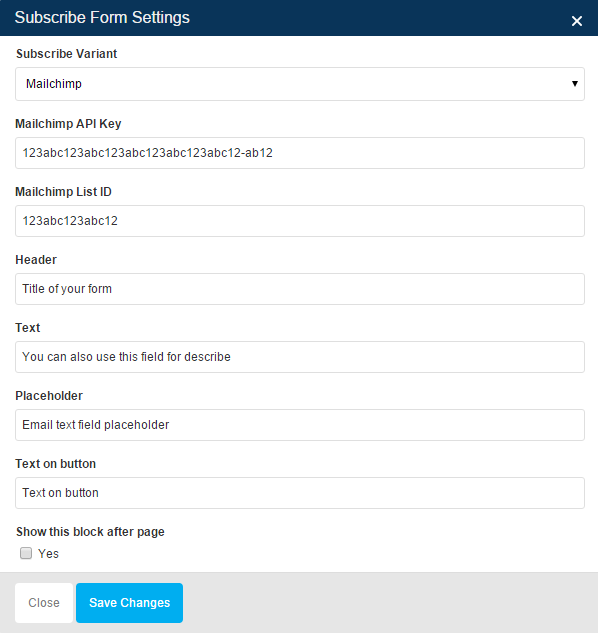 Subscribe Form Settings
Subscribe Variant
Mailchimp
Mailchimp API Key
123abc123abc123abc123abc123abc12-ab12
Mailchimp List ID
123abc123abc12
Header
Title of your form
Text
You can also use this field for describe
Placeholder
Email text field placeholder
Text on button
Text on button
Show this block after page
Yes
Close Save Changes